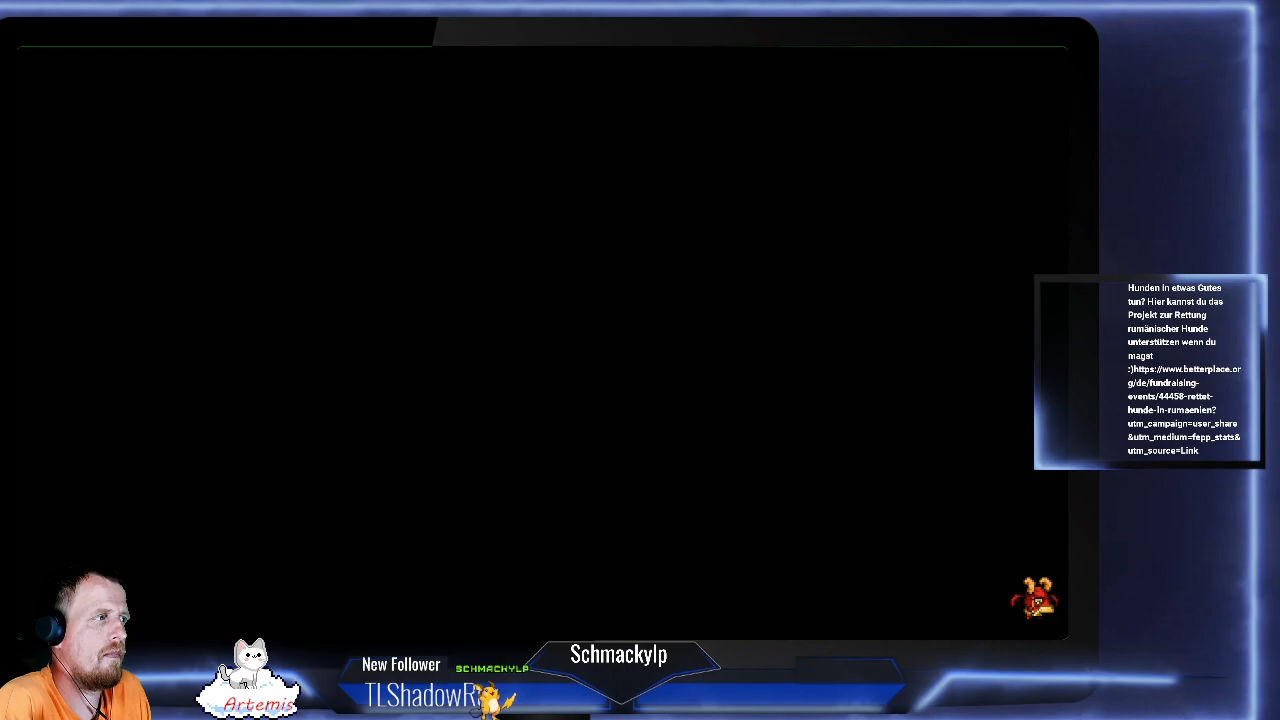 Hunden in etwas Gutes
tun? Hier kannst du das
Projekt zur Rettung
rumänischer Hunde
unterstützen wenn du
magst
:)https://www.betterplace.or
g/de/fundraising-
events/44458-rettet-
hunde-in-rumaenien?
utm_campaign=user_share
&utm_medium=fepp_stats&
utm_source=Link
Schmackylp
New Follower
SCHMACKYLP
TLShadowR
Artemis